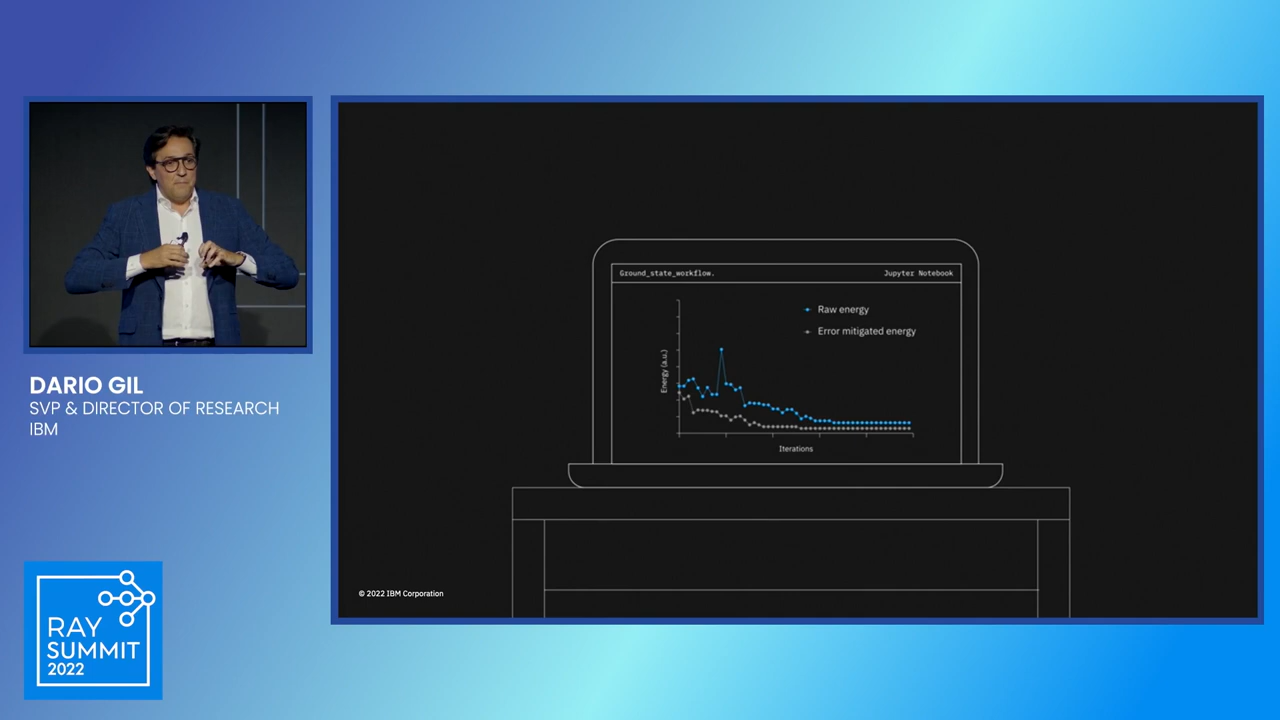 DARIO GIL
SVP & DIRECTOR OF RESEARCH
IBM
RAY
SUMMIT
2022
Ground_state_workflow.
Jupyter Notebook
Raw energy
Error mitigated energy
Energy (a.u.)
Iterations
© 2022 IBM Corporation